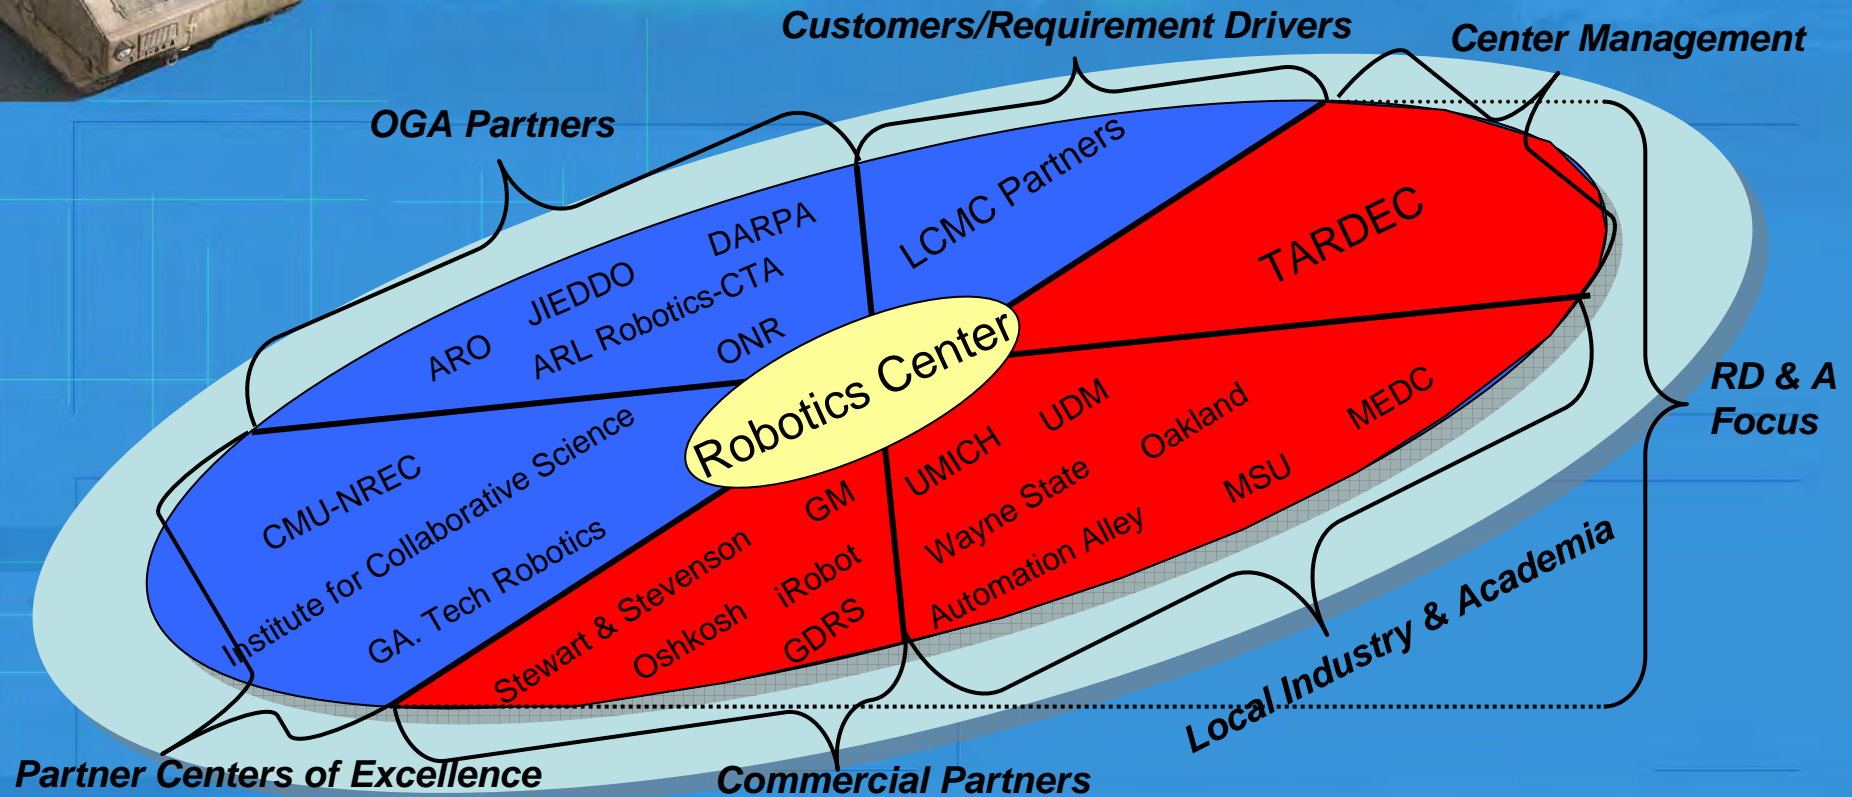 Customers/Requirement Drivers
Center Management
OGA Partners
LCMC Partners
DARPA
JIEDDO
TARDEC
ARO
ARL Robotics-CTA
ONR
Robotics Center
RD & A
Focus
CMU-NREC
Institute for Collaborative Science
GA. Tech Robotics
GM
Stewart & Stevenson
iRobot
Oshkosh
GDRS
UMICH
UDM
Oakland
MEDC
Wayne State
MSU
Automation Alley
Local Industry & Academia
Partner Centers of Excellence
Commercial Partners